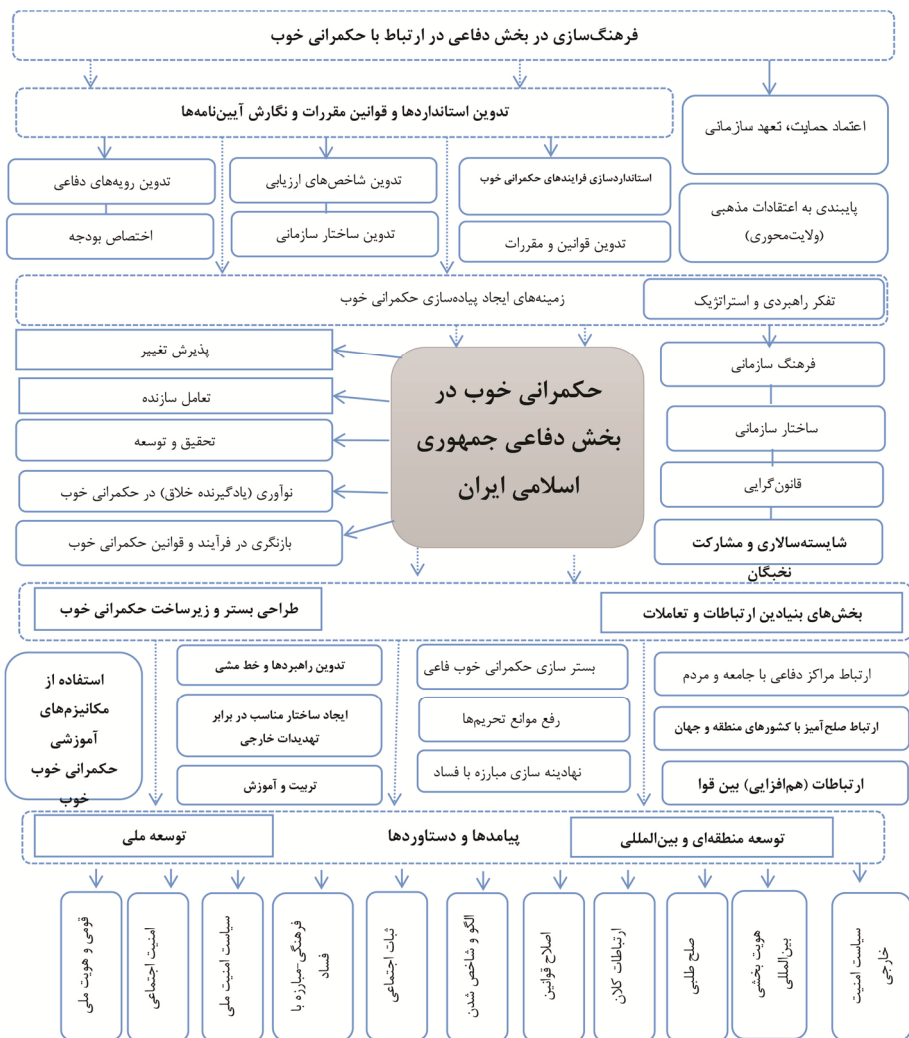 فرهنگ‌سازی در بخش دفاعی در ارتباط با حکمرانی خوب
تدوین استانداردها و قوانین مقررات و نگارش آیین‌نامه‌ها
اعتماد حمایت، تعهد سازمانی
استانداردسازی فرایندهای حکمرانی خوب
تدوین شاخص‌های ارزیابی
تدوین رویه‌های دفاعی
پایبندی به اعتقادات مذهبی
(ولایت‌محوری)
تدوین قوانین و مقررات
تدوین ساختار سازمانی
اختصاص بودجه
تفکر راهبردی و استراتژیک
زمینه‌های ایجاد پیاده‌سازی حکمرانی خوب
فرهنگ سازمانی
ساختار سازمانی
قانون‌گرایی
شایسته‌سالاری و مشارکت
نخبگان
حکمرانی خوب در
بخش دفاعی جمهوری
اسلامی ایران
پذیرش تغییر
تعامل سازنده
تحقیق و توسعه
نوآوری (یادگیرنده خلاق) در حکمرانی خوب
بازنگری در فرآیند و قوانین حکمرانی خوب
بخش‌های بنیادین ارتباطات و تعاملات
طراحی بستر و زیرساخت حکمرانی خوب
ارتباط مراکز دفاعی با جامعه و مردم
ارتباط صلح‌آمیز با کشورهای منطقه و جهان
ارتباطات (هم‌افزایی) بین قوا
بستر سازی حکمرانی خوب فاعی
رفع موانع تحریم‌ها
نهادینه سازی مبارزه با فساد
تدوین راهبردها و خط مشی
ایجاد ساختار مناسب در برابر
تهدیدات خارجی
تربیت و آموزش
استفاده از
مکانیزم‌های
آموزشی
حکمرانی خوب
خوب
توسعه منطقه‌ای و بین‌المللی
پیامدها و دستاوردها
توسعه ملی
سیاست امنیت
خارجی
هویت بخشی
بین‌المللی
صلح طلبی
ارتباطات کلان
اصلاح قوانین
الگو و شاخص شدن
ثبات اجتماعی
فرهنگی-مبارزه با
فساد
سیاست امنیت ملی
امنیت اجتماعی
قومی و هویت ملی